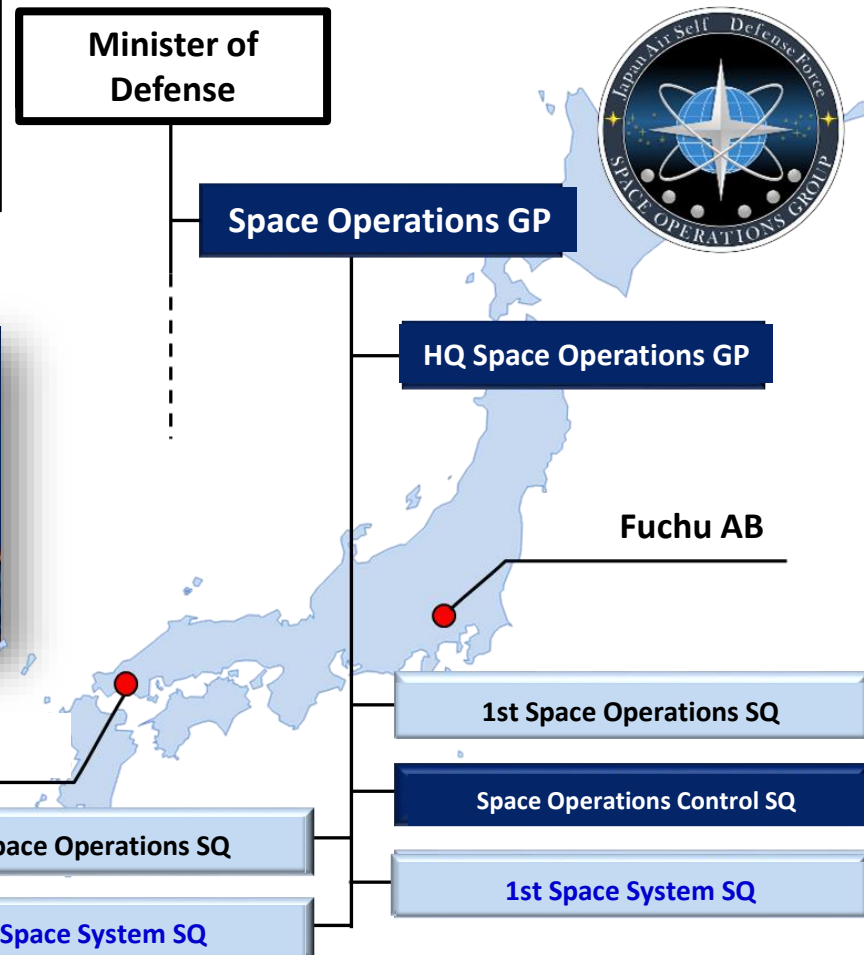 Minister of
Defense
Japan Air Self Defense Force
SPACE OPERATIONS GROUP
Space Operations GP
HQ Space Operations GP
Fuchu AB
1st Space Operations SQ
Space Operations Control SQ
Space Operations SQ
1st Space System SQ
Space System SQ